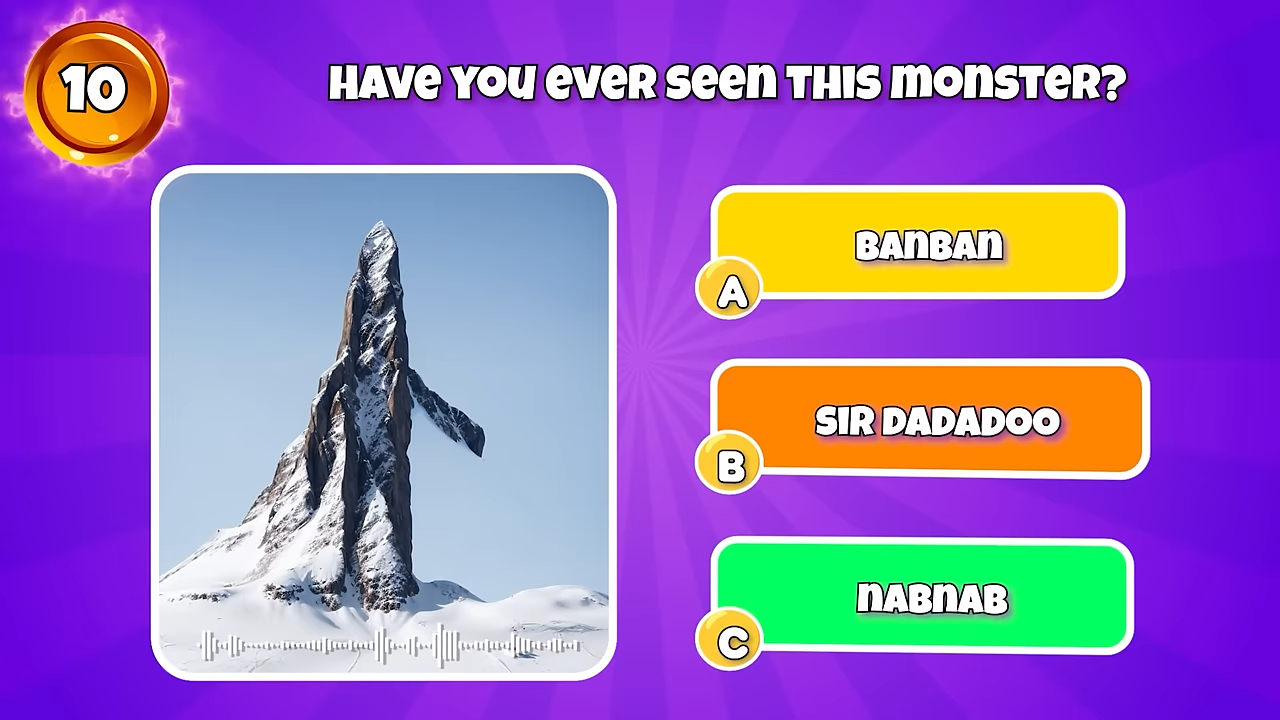 10
HAVE YOU EVER SEEN THIS MONSTER?
BANBAN
A
SIR DADADOO
B
NABNAB
C